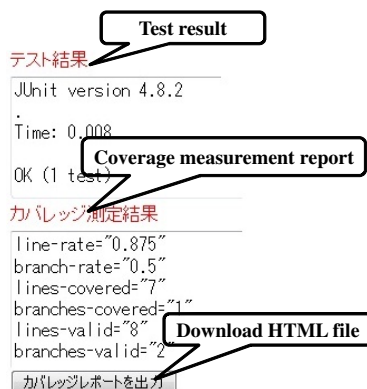 Test result
テスト結果
JUnit version 4.8.2
.
Time: 0.008
Coverage measurement report
OK (1 test)
カバレッジ測定結果
line-rate="0.875"
branch-rate="0.5"
lines-covered="7"
branches-covered="1"
lines-valid="8"
Download HTML file
branches-valid="2"
カバレッジレポートを出力